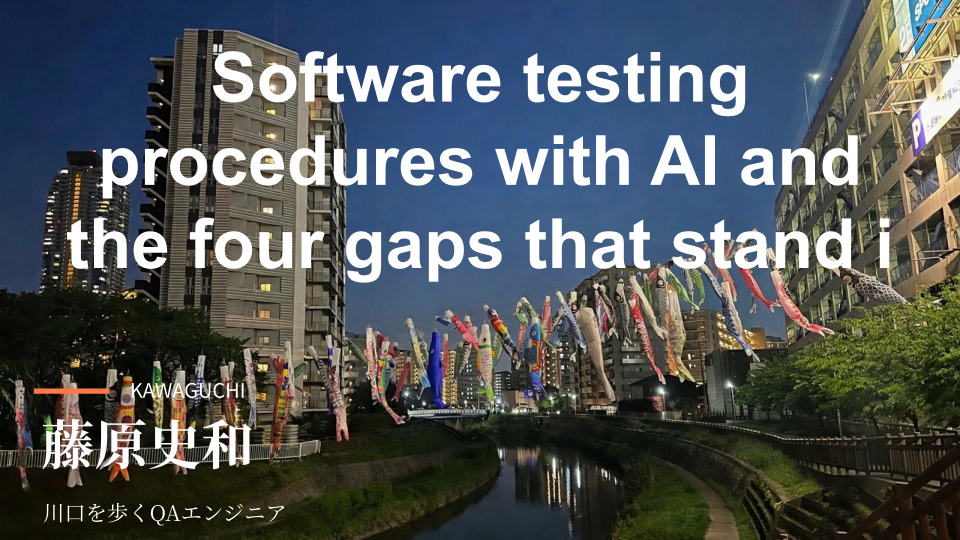 Software testing
procedures with AI and
the four gaps that stand i
KAWAGUCHI
藤原史和
川口を歩くQAエンジニア
P